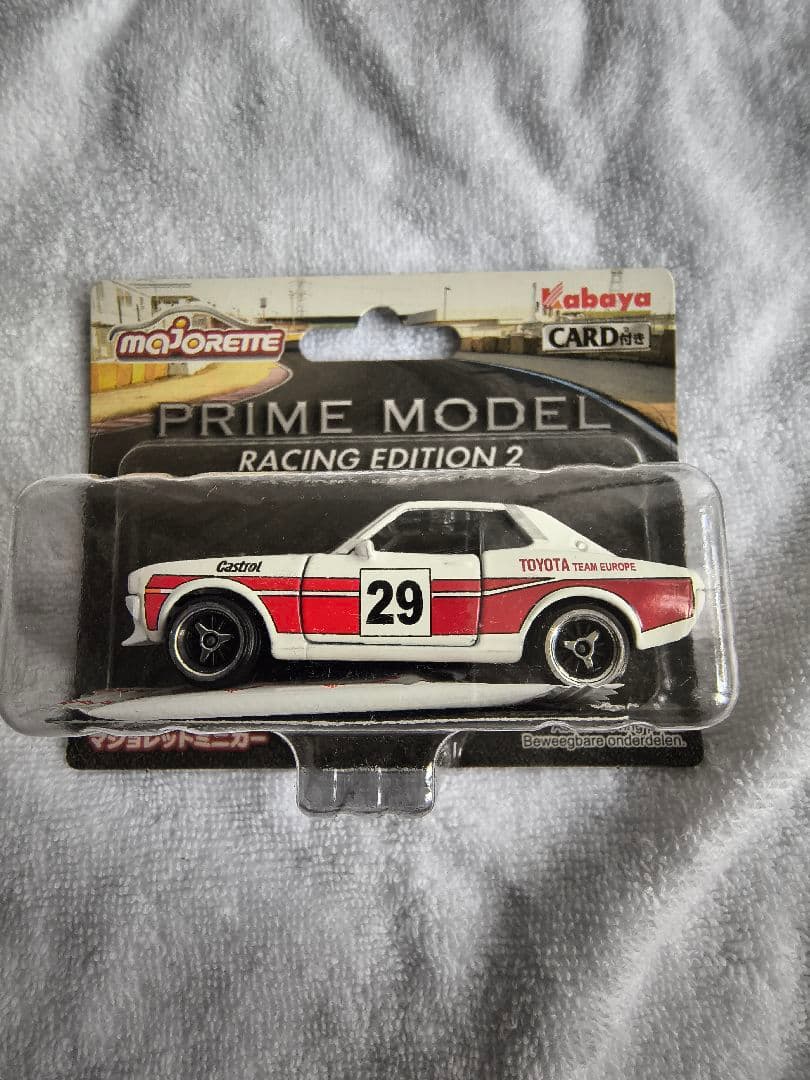 Kabaya
majorette
CARD付き
PRIME MODEL
RACING EDITION 2
Castrol
TOYOTA TEAM EUROPE
29
マジョレットミニカー
Beweegbare onderdelen.